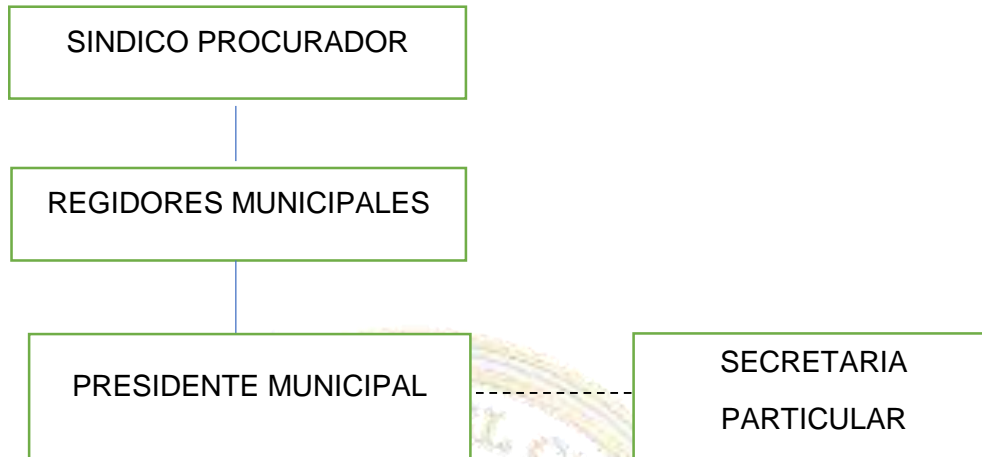 SINDICO PROCURADOR
REGIDORES MUNICIPALES
PRESIDENTE MUNICIPAL
SECRETARIA
PARTICULAR